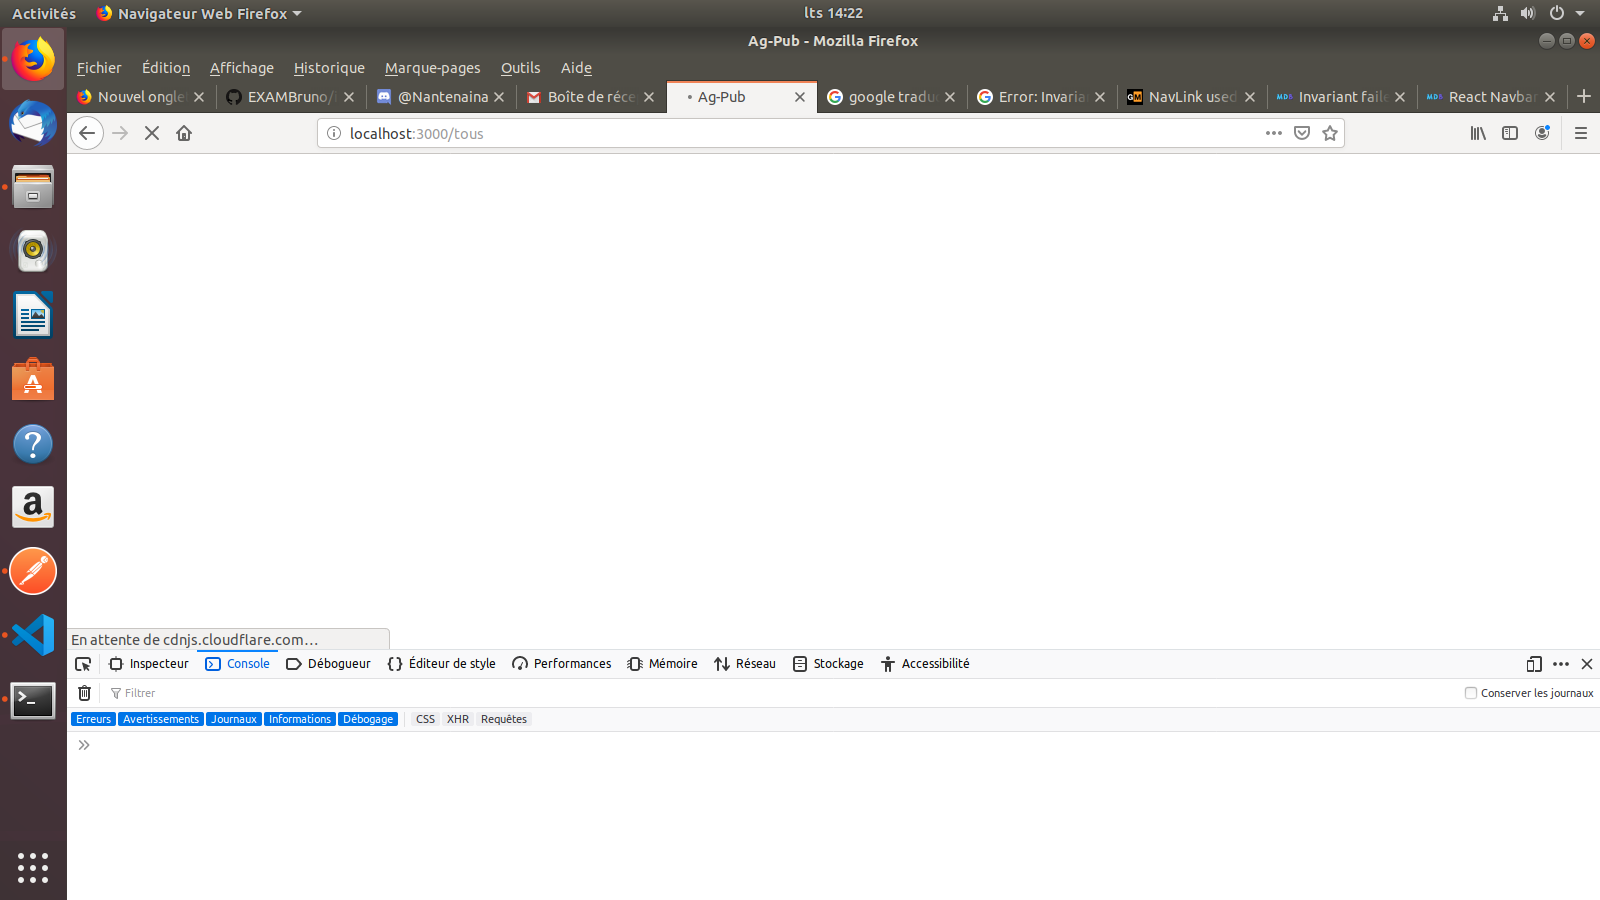 Activités Navigateur Web Firefox lts 14:22
Ag-Pub - Mozilla Firefox
Fichier Édition Affichage Historique Marque-pages Outils Aide
Nouvel ongle EXAMBruno/ @Nantenaina Boîte de réce • Ag-Pub google tradu Error: Invaria NavLink used Invariant faile React Navbar
localhost:3000/tous
En attente de cdnjs.cloudflare.com…
Inspecteur Console Débogueur Éditeur de style Performances Mémoire Réseau Stockage Accessibilité
Filtrer Conserver les journaux
Erreurs Avertissements Journaux Informations Débogage CSS XHR Requêtes